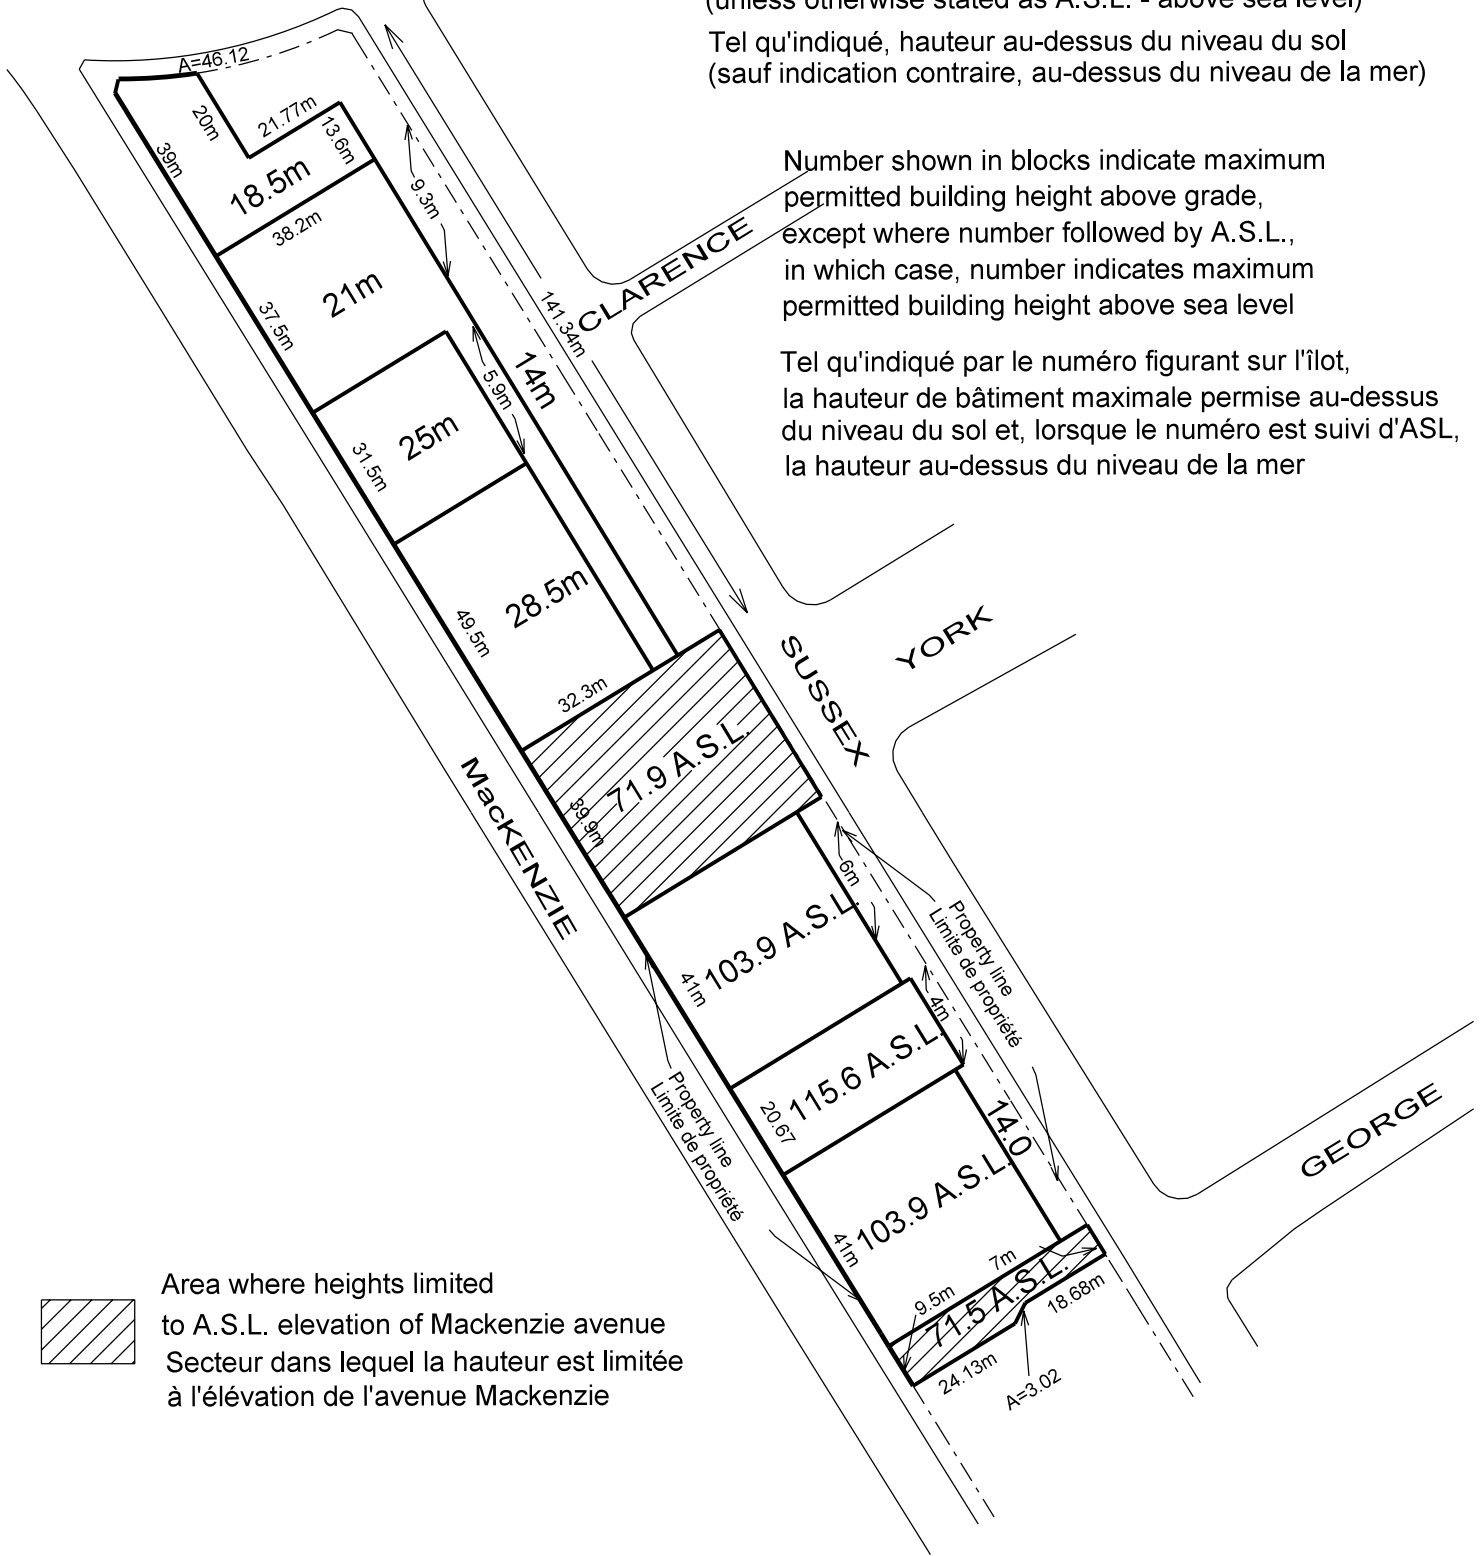 (unless otherwise stated as A.S.L. - above sea level)
Tel qu'indiqué, hauteur au-dessus du niveau du sol
(sauf indication contraire, au-dessus du niveau de la mer)
Number shown in blocks indicate maximum
permitted building height above grade,
except where number followed by A.S.L.,
in which case, number indicates maximum
permitted building height above sea level
Tel qu'indiqué par le numéro figurant sur l'îlot,
la hauteur de bâtiment maximale permise au-dessus
du niveau du sol et, lorsque le numéro est suivi d'ASL,
la hauteur au-dessus du niveau de la mer
A=46.12
20m
21.77m
13.6m
39m
18.5m
38.2m
9.3m
21m
37.5m
141.34m
CLARENCE
14m
5.9m
25m
31.5m
28.5m
49.5m
32.3m
SUSSEX
YORK
71.9 A.S.L.
39.9m
MacKENZIE
6m
103.9 A.S.L.
41m
Property line
Limite de propriété
4m
115.6 A.S.L.
20.67
Property line
Limite de propriété
14.0
GEORGE
103.9 A.S.L.
41m
7m
9.5m
71.5 A.S.L.
18.68m
24.13m
A=3.02
Area where heights limited
to A.S.L. elevation of Mackenzie avenue
Secteur dans lequel la hauteur est limitée
à l'élévation de l'avenue Mackenzie